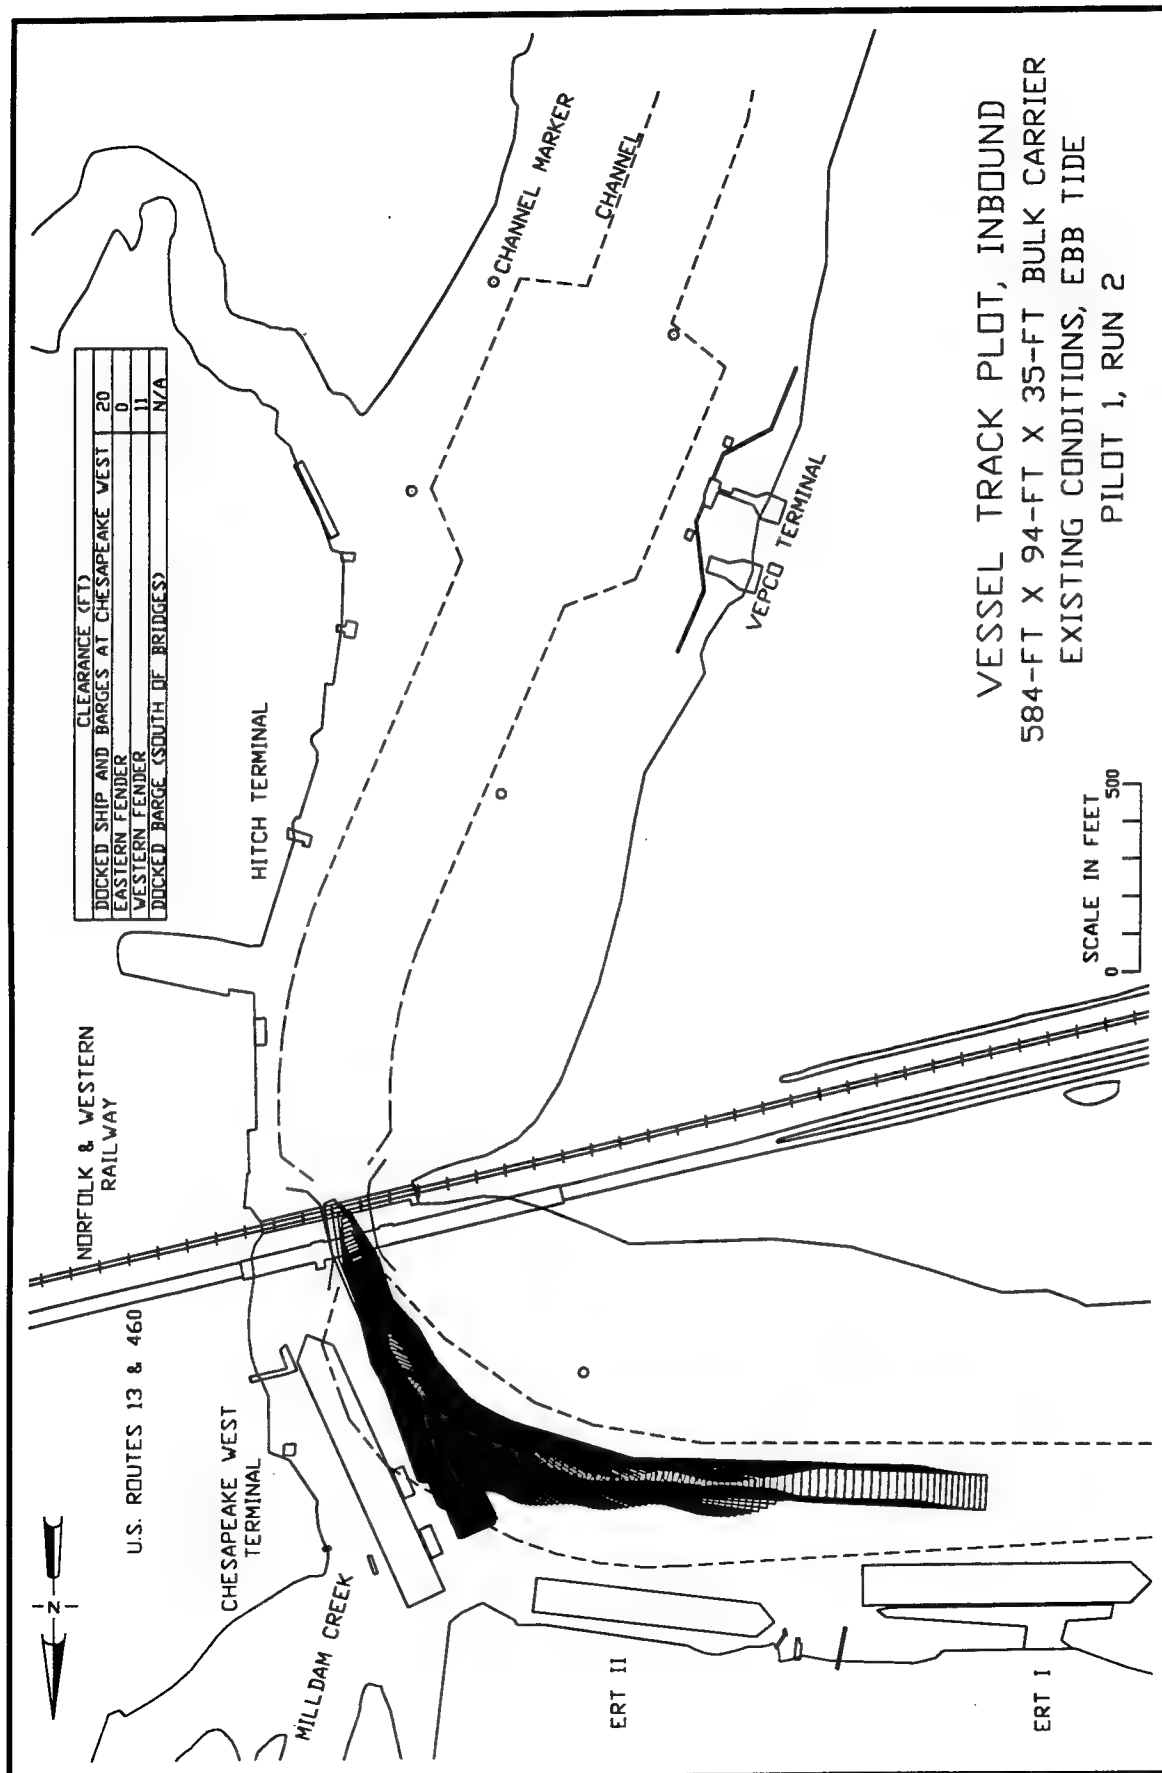 CLEARANCE (FT)
DOCKED SHIP AND BARGES AT CHESAPEAKE WEST 20
EASTERN FENDER 0
WESTERN FENDER 11
DOCKED BARGE (SOUTH OF BRIDGES) N/A
N
U.S. ROUTES 13 & 460
NORFOLK & WESTERN
RAILWAY
HITCH TERMINAL
CHESAPEAKE WEST
TERMINAL
MILLDAM CREEK
CHANNEL MARKER
CHANNEL
VEPCO TERMINAL
ERT II
ERT I
SCALE IN FEET
0 500
VESSEL TRACK PLOT, INBOUND
584-FT X 94-FT X 35-FT BULK CARRIER
EXISTING CONDITIONS, EBB TIDE
PILOT 1, RUN 2